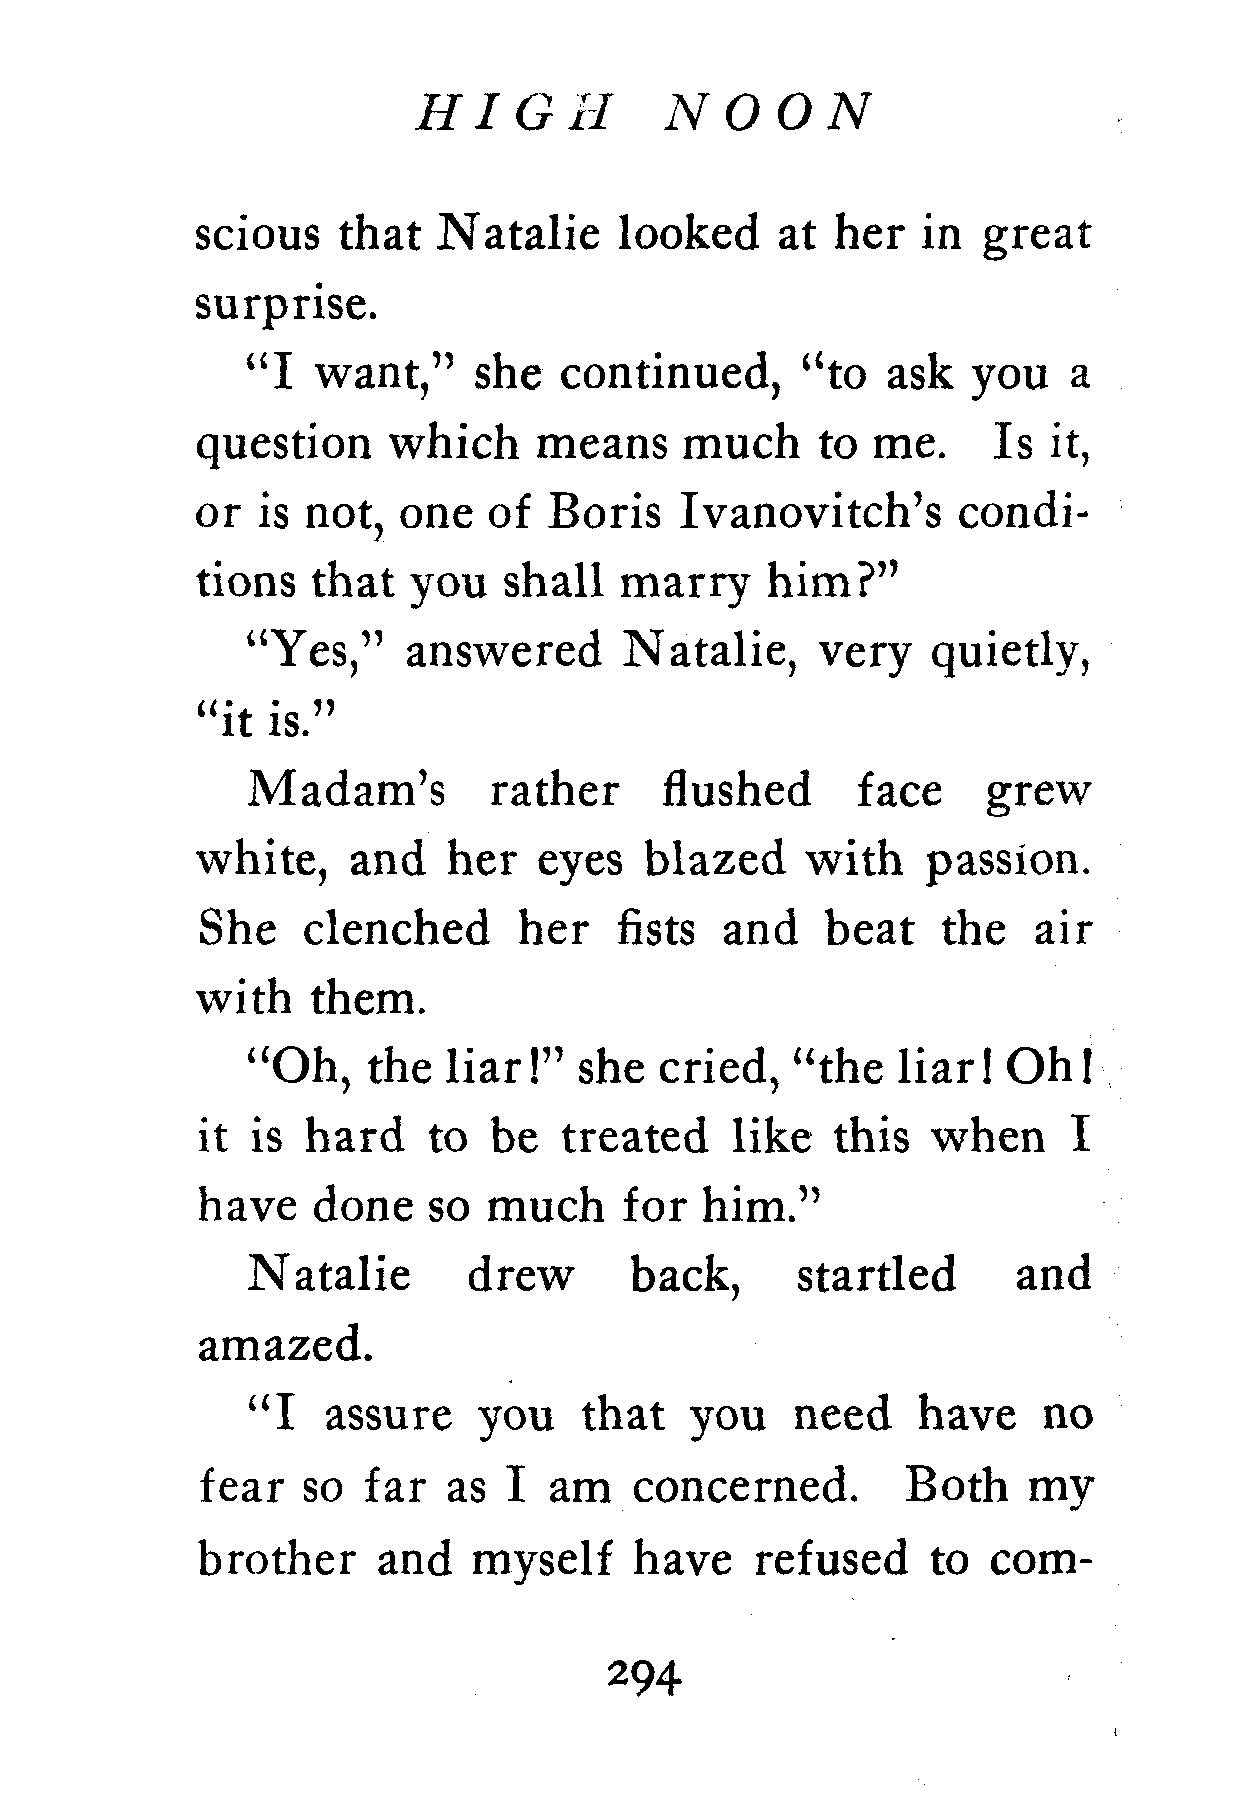 HIGH NOON
scious that Natalie looked at her in great
surprise.
“I want,” she continued, “to ask you a
question which means much to me. Is it,
or is not, one of Boris Ivanovitch’s condi-
tions that you shall marry him?”
“Yes,” answered Natalie, very quietly,
“it is.”
Madam’s rather flushed face grew
white, and her eyes blazed with passion.
She clenched her fists and beat the air
with them.
“Oh, the liar!” she cried, “the liar! Oh!
it is hard to be treated like this when I
have done so much for him.”
Natalie drew back, startled and
amazed.
“I assure you that you need have no
fear so far as I am concerned. Both my
brother and myself have refused to com-
294